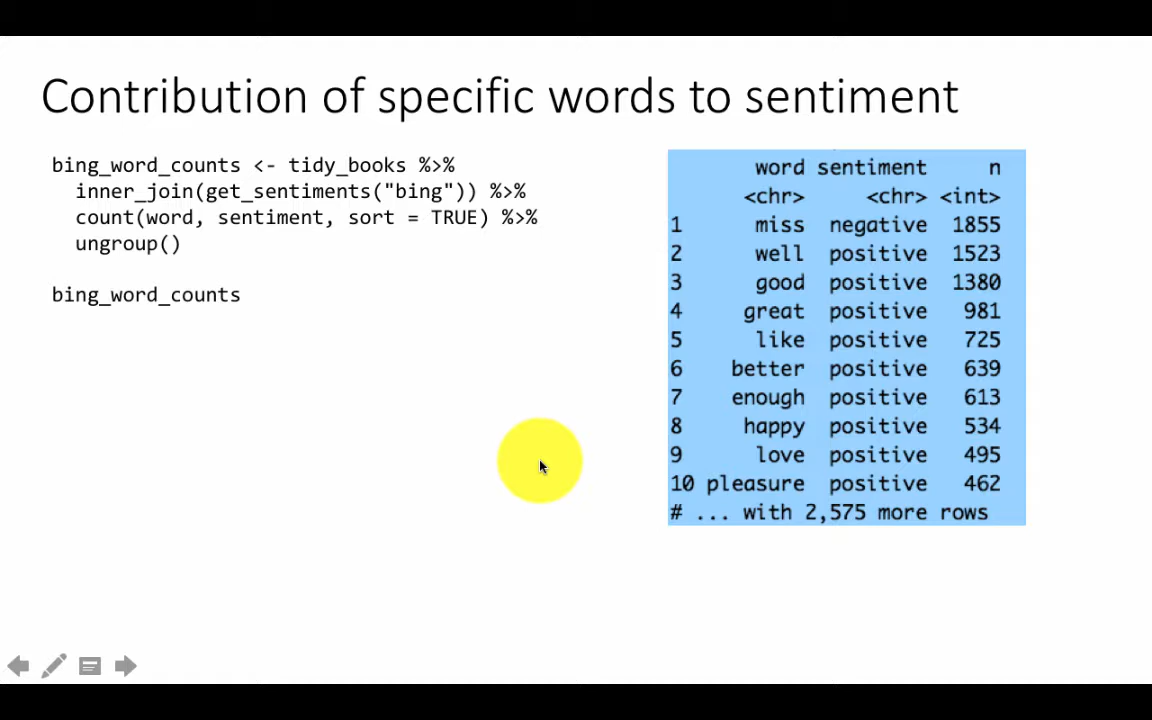 Contribution of specific words to sentiment
bing_word_counts <- tidy_books %>%
inner_join(get_sentiments("bing")) %>%
count(word, sentiment, sort = TRUE) %>%
ungroup()
bing_word_counts
word sentiment n
<chr> <chr> <int>
1 miss negative 1855
2 well positive 1523
3 good positive 1380
4 great positive 981
5 like positive 725
6 better positive 639
7 enough positive 613
8 happy positive 534
9 love positive 495
10 pleasure positive 462
# ... with 2,575 more rows